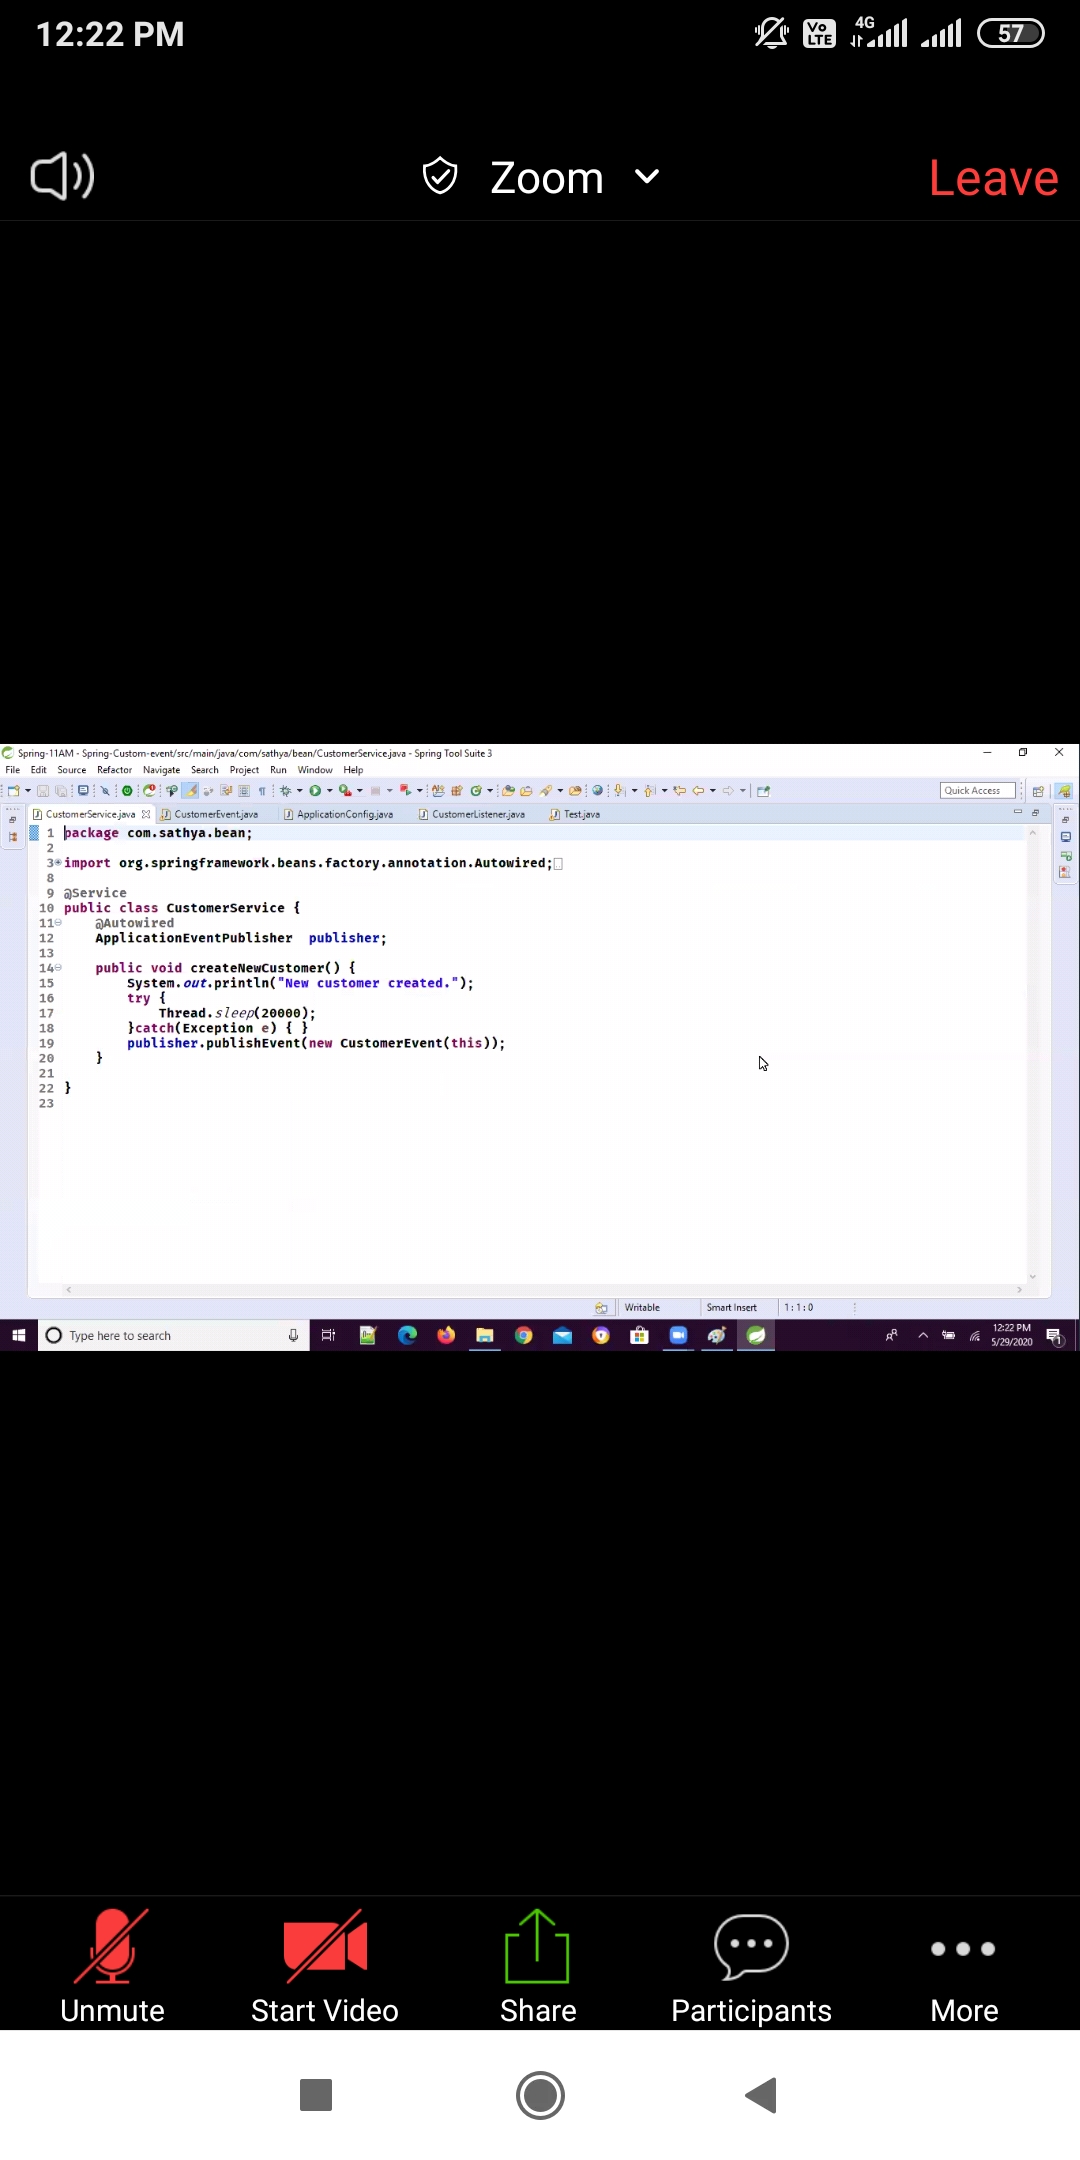 12:22 PM
Vo LTE 4G 57
Zoom
Leave
Spring-11AM - Spring-Custom-event/src/main/java/com/sathya/bean/CustomerService.java - Spring Tool Suite 3
File Edit Source Refactor Navigate Search Project Run Window Help
Quick Access
CustomerService.java CustomerEvent.java ApplicationConfig.java CustomerListener.java Test.java
1 package com.sathya.bean;
2
3 import org.springframework.beans.factory.annotation.Autowired;
8
9 @Service
10 public class CustomerService {
11 @Autowired
12 ApplicationEventPublisher publisher;
13
14 public void createNewCustomer() {
15 System.out.println("New customer created.");
16 try {
17 Thread.sleep(20000);
18 }catch(Exception e) { }
19 publisher.publishEvent(new CustomerEvent(this));
20 }
21
22 }
23
Writable Smart Insert 1:1:0
Type here to search
12:22 PM
5/29/2020
1
Unmute Start Video Share Participants More